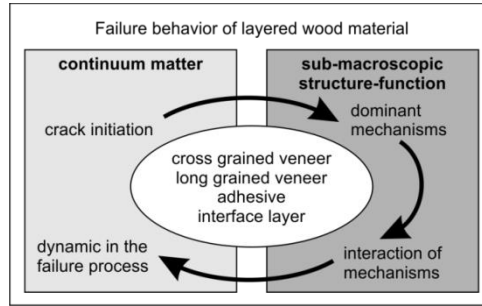 Failure behavior of layered wood material
continuum matter
sub-macroscopic
structure-function
crack initiation
dominant
mechanisms
cross grained veneer
long grained veneer
adhesive
interface layer
dynamic in the
failure process
interaction of
mechanisms